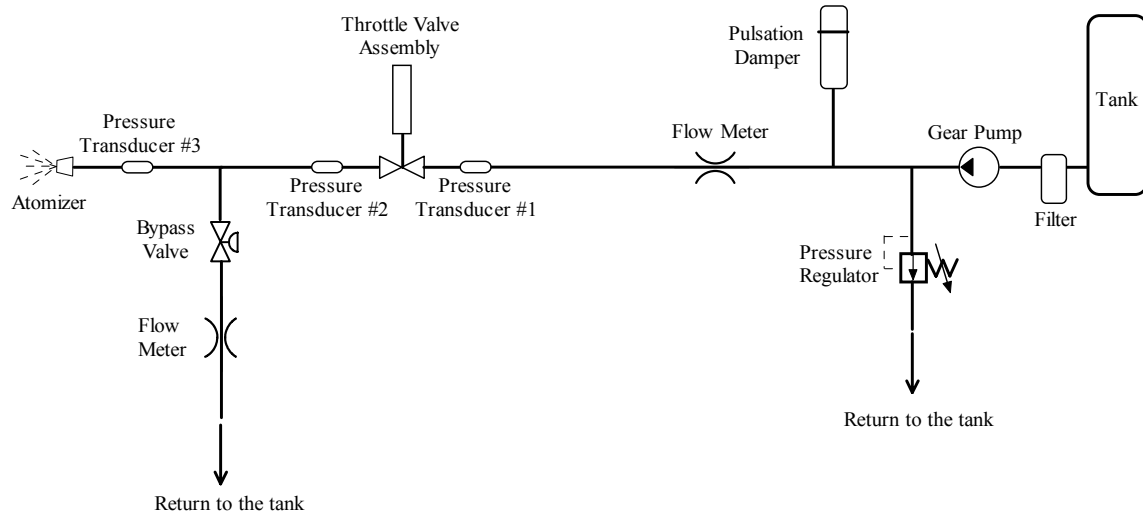 Throttle Valve
Assembly
Pulsation
Damper
Tank
Pressure
Transducer #3
Flow Meter
Gear Pump
Atomizer
Pressure
Transducer #2
Pressure
Transducer #1
Filter
Bypass
Valve
Pressure
Regulator
Flow
Meter
Return to the tank
Return to the tank